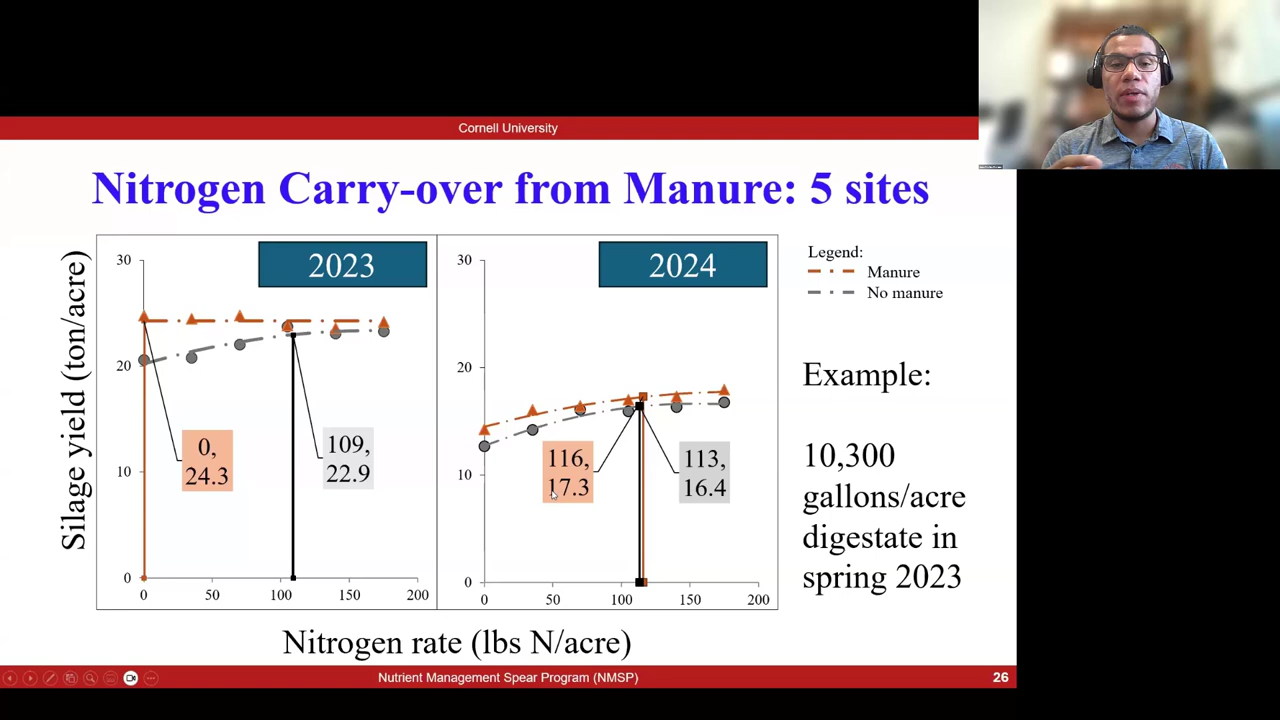 Cornell University
Nitrogen Carry-over from Manure: 5 sites
Silage yield (ton/acre)
2023
30
20
10
0
0 50 100 150 200
0,
24.3
109,
22.9
2024
30
20
10
0
0 50 100 150 200
116,
17.3
113,
16.4
Legend:
Manure
No manure
Example:
10,300
gallons/acre
digestate in
spring 2023
Nitrogen rate (lbs N/acre)
Nutrient Management Spear Program (NMSP)
26